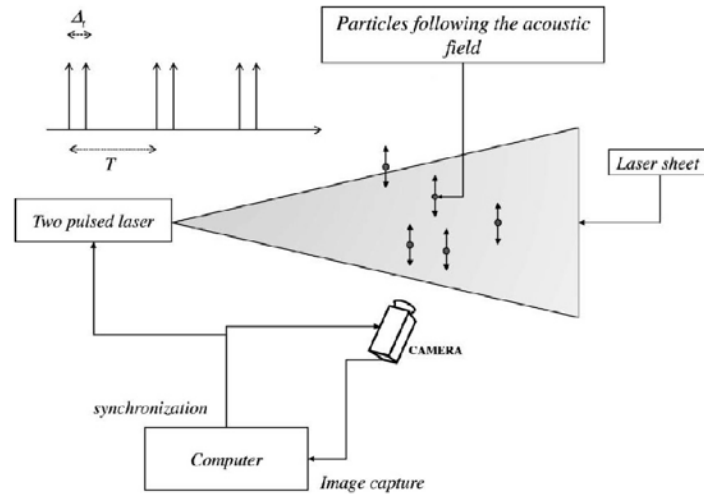 Δt
T
Particles following the acoustic
field
Laser sheet
Two pulsed laser
CAMERA
synchronization
Computer
Image capture